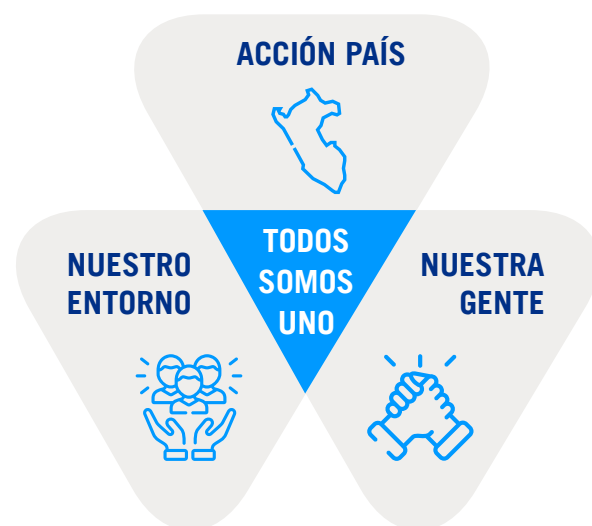 ACCIÓN PAÍS
TODOS
SOMOS
UNO
NUESTRO
ENTORNO
NUESTRA
GENTE